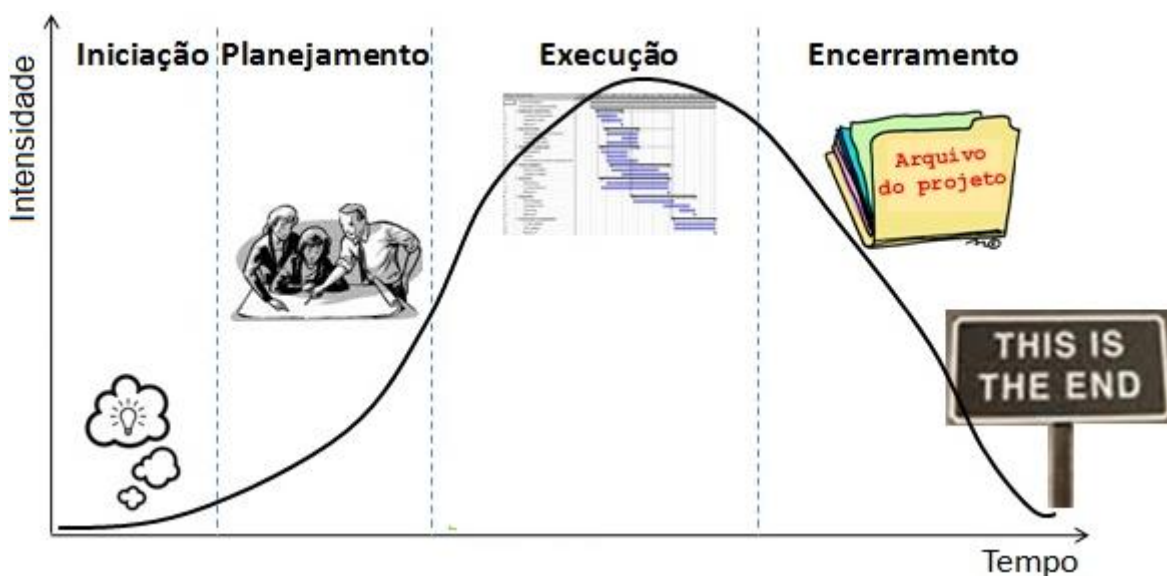 Iniciação
Planejamento
Execução
Encerramento
Intensidade
Arquivo
do projeto
THIS IS
THE END
Tempo